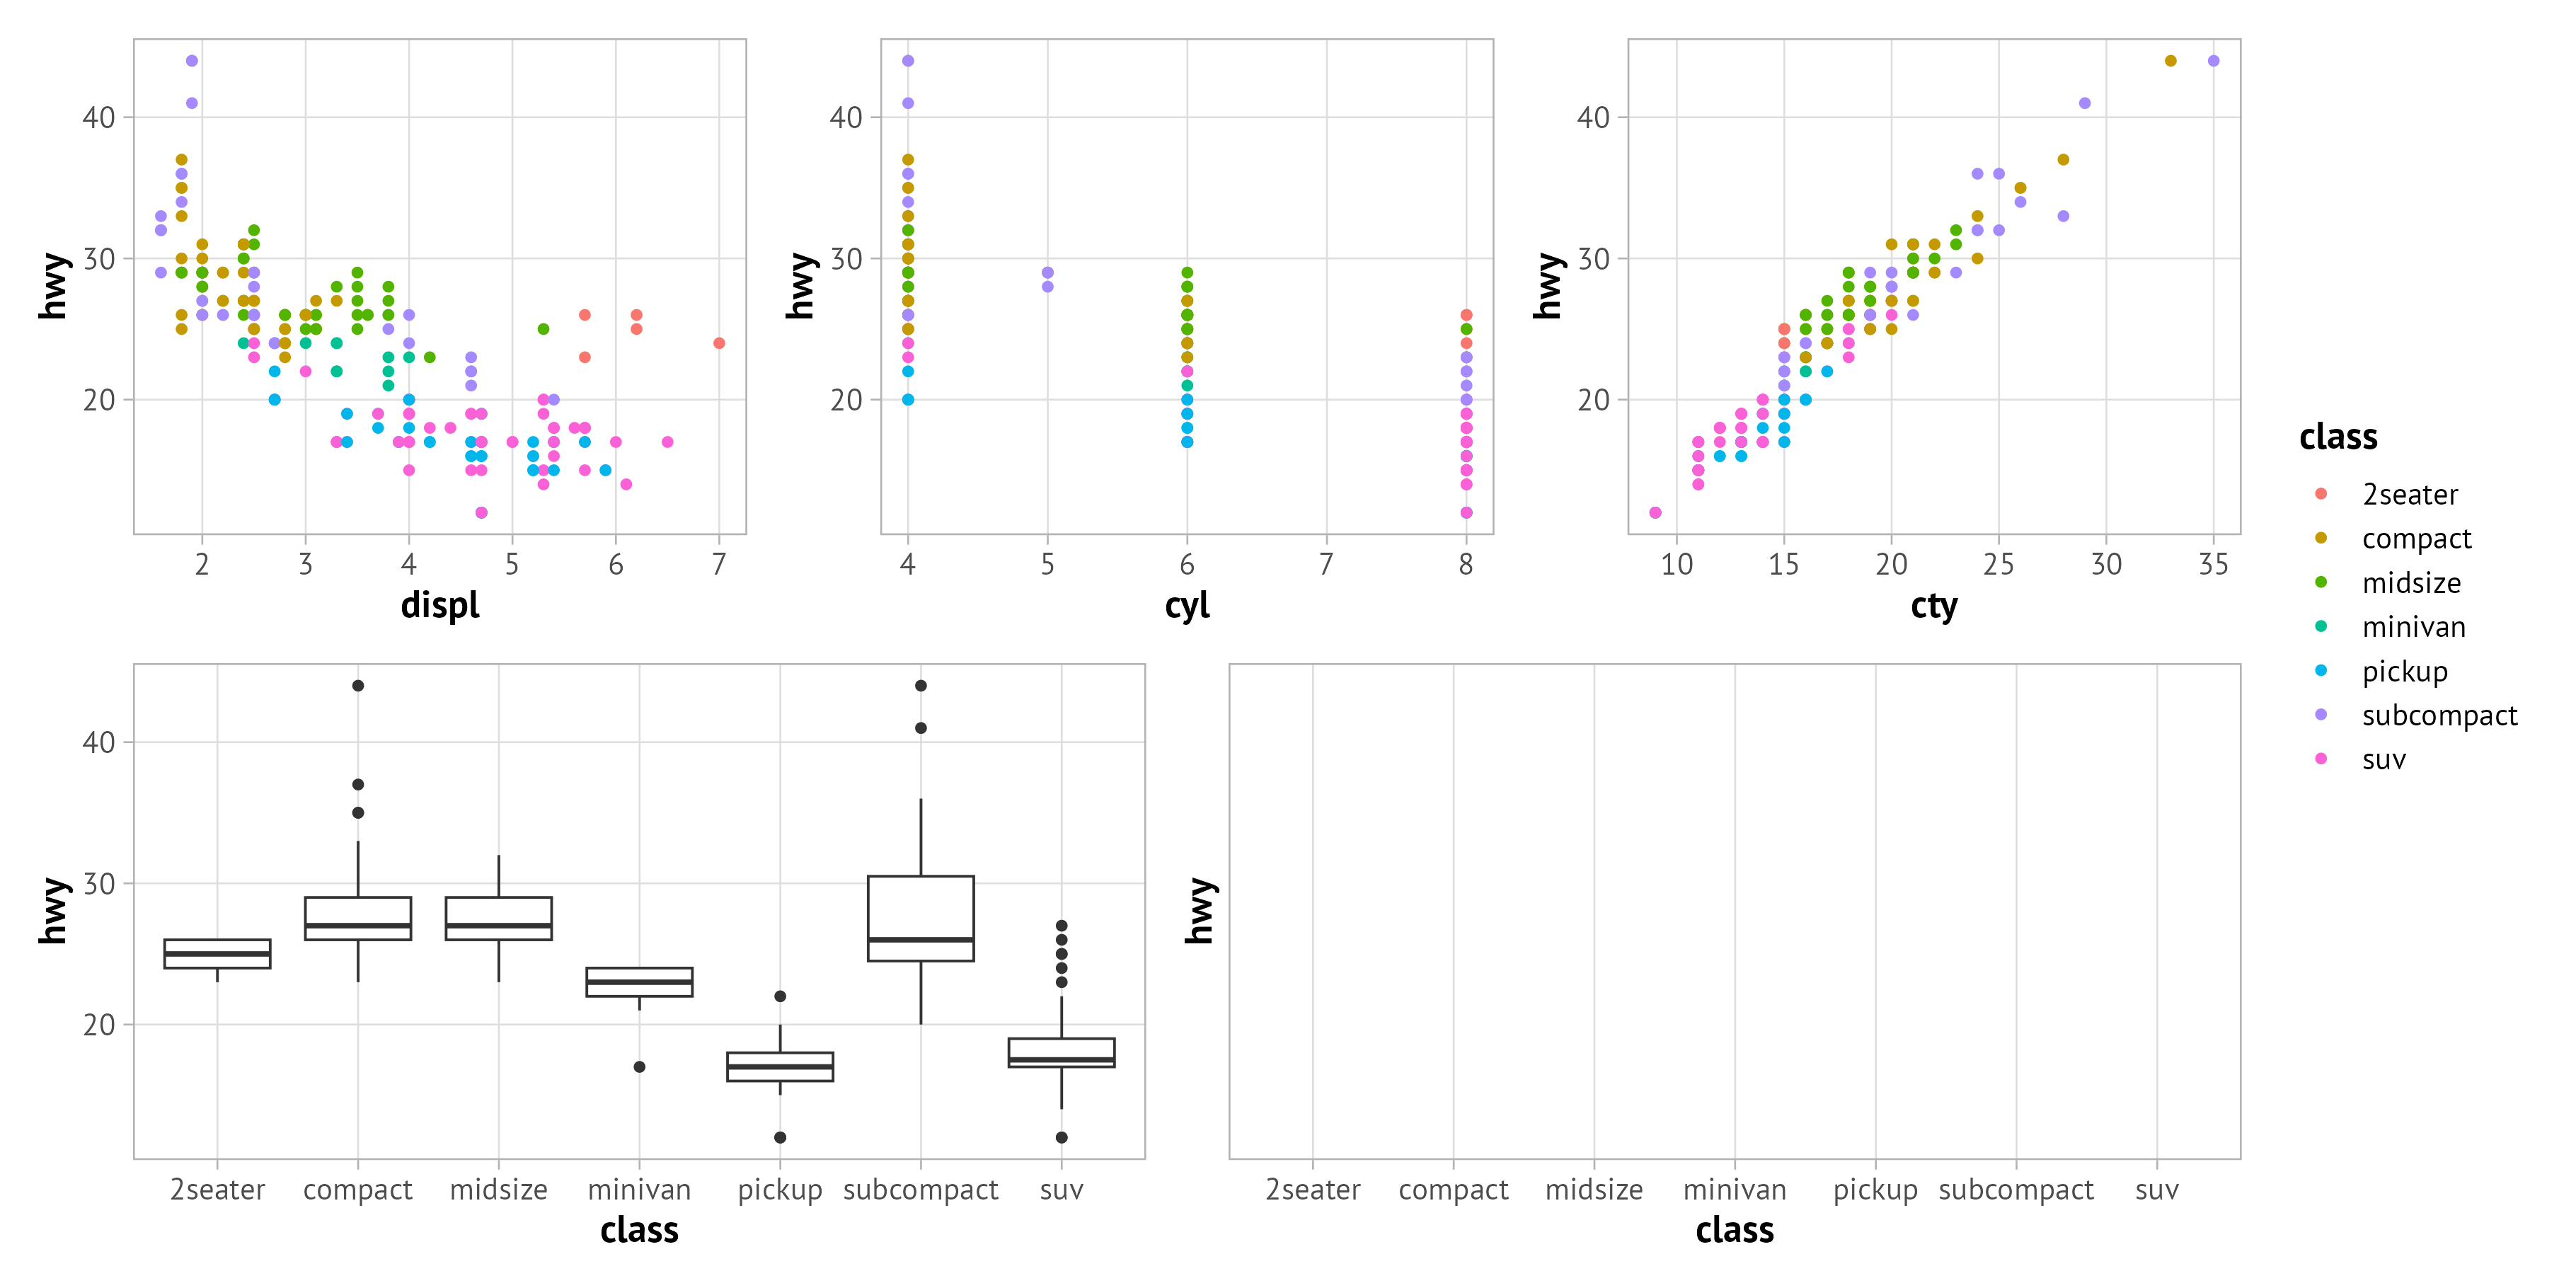 hwy
40
30
20
2 3 4 5 6 7
displ
hwy
40
30
20
4 5 6 7 8
cyl
hwy
40
30
20
10 15 20 25 30 35
cty
class
2seater
compact
midsize
minivan
pickup
subcompact
suv
hwy
40
30
20
2seater compact midsize minivan pickup subcompact suv
class
hwy
2seater compact midsize minivan pickup subcompact suv
class